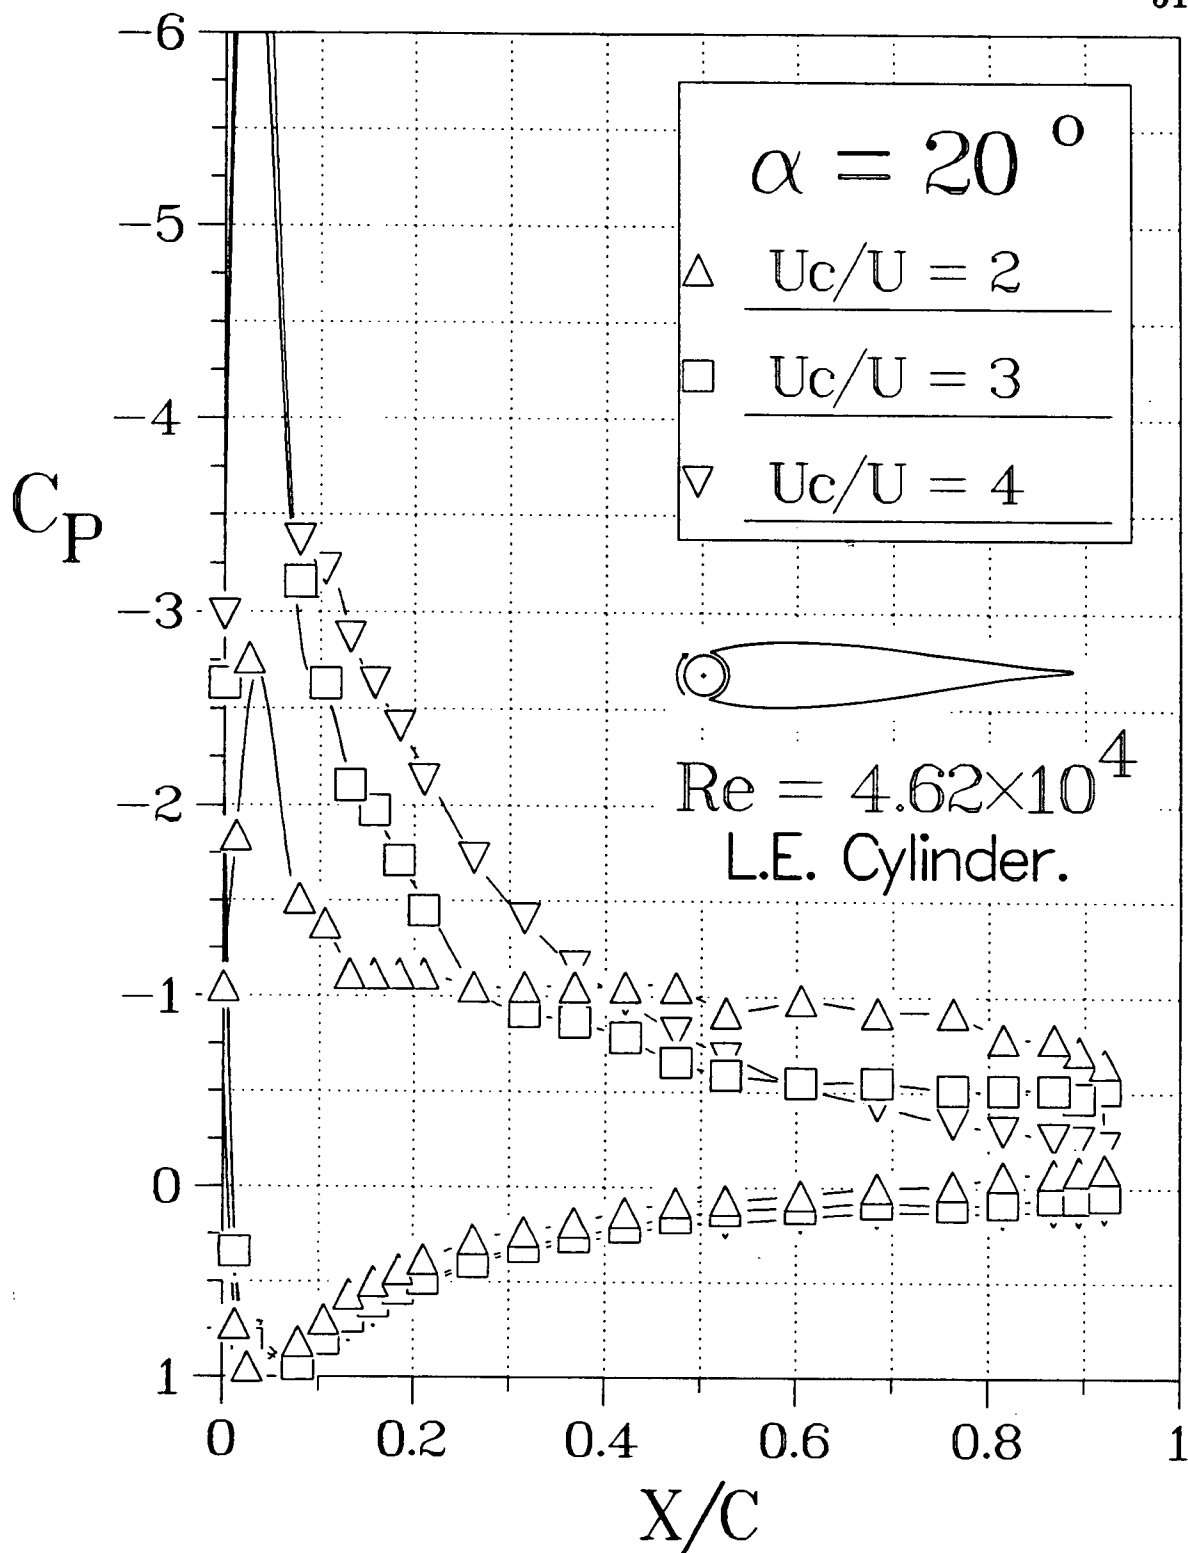 -6
-5
-4
-3
-2
-1
0
1
C_P
α = 20 °
Uc/U = 2
Uc/U = 3
Uc/U = 4
Re = 4.62×10^4
L.E. Cylinder.
0 0.2 0.4 0.6 0.8 1
X/C